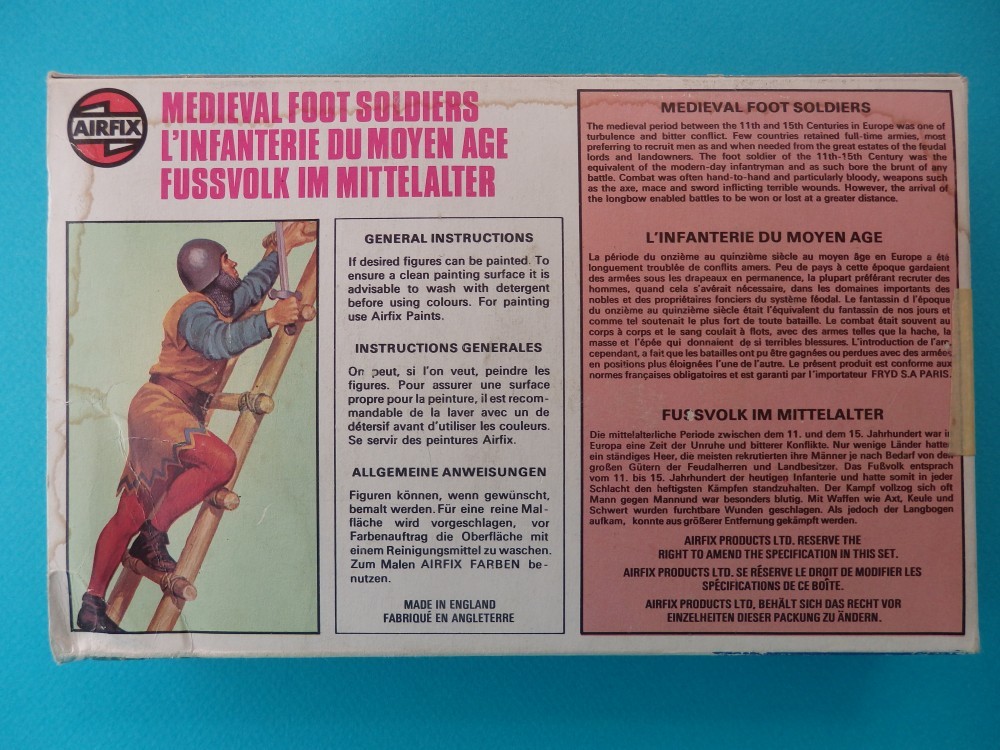 AIRFIX
MEDIEVAL FOOT SOLDIERS
L'INFANTERIE DU MOYEN AGE
FUSSVOLK IM MITTELALTER
GENERAL INSTRUCTIONS
If desired figures can be painted. To
ensure a clean painting surface it is
advisable to wash with detergent
before using colours. For painting
use Airfix Paints.
INSTRUCTIONS GENERALES
On peut, si l'on veut, peindre les
figures. Pour assurer une surface
propre pour la peinture, il est recom-
mandable de la laver avec un de
détersif avant d'utiliser les couleurs.
Se servir des peintures Airfix.
ALLGEMEINE ANWEISUNGEN
Figuren können, wenn gewünscht,
bemalt werden. Für eine reine Mal-
fläche wird vorgeschlagen, vor
Farbenauftrag die Oberfläche mit
einem Reinigungsmittel zu waschen.
Zum Malen AIRFIX FARBEN be-
nutzen.
MADE IN ENGLAND
FABRIQUÉ EN ANGLETERRE
MEDIEVAL FOOT SOLDIERS
The medieval period between the 11th and 15th Centuries in Europe was one of
turbulence and bitter conflict. Few countries retained full-time armies, most
preferring to recruit men as and when needed from the great estates of the feudal
lords and landowners. The foot soldier of the 11th-15th Century was the
equivalent of the modern-day infantryman and as such bore the brunt of any
battle. Combat was often hand-to-hand and particularly bloody, weapons such
as the axe, mace and sword inflicting terrible wounds. However, the arrival of
the longbow enabled battles to be won or lost at a greater distance.
L'INFANTERIE DU MOYEN AGE
La période du onzième au quinzième siècle au moyen âge en Europe a été
longuement troublée de conflits amers. Peu de pays à cette époque gardaient
des armées sous les drapeaux en permanence, la plupart préférant recruter des
hommes, quand cela s'avérait nécessaire, dans les domaines importants des
nobles et des propriétaires fonciers du système féodal. Le fantassin d l'époque
du onzième au quinzième siècle était l'équivalent du fantassin de nos jours et
comme tel soutenait le plus fort de toute bataille. Le combat était souvent au
corps à corps et le sang coulait à flots, avec des armes telles que la hache, la
masse et l'épée qui donnaient de si terribles blessures. L'introduction de l'arc
cependant, a fait que les batailles ont pu être gagnées ou perdues avec des armées
en positions plus éloignées l'une de l'autre. Le présent produit est conforme aux
normes françaises obligatoires et est garanti par l'importateur FRYD S.A PARIS.
FUSSVOLK IM MITTELALTER
Die mittelalterliche Periode zwischen dem 11. und dem 15. Jahrhundert war in
Europa eine Zeit der Unruhe und bitterer Konflikte. Nur wenige Länder hatten
ein ständiges Heer, die meisten rekrutierten ihre Männer je nach Bedarf von den
großen Gütern der Feudalherren und Landbesitzer. Das Fußvolk entsprach
vom 11. bis 15. Jahrhundert der heutigen Infanterie und hatte somit in jeder
Schlacht den heftigsten Kämpfen standzuhalten. Der Kampf vollzog sich oft
Mann gegen Mannund war besonders blutig. Mit Waffen wie Axt, Keule und
Schwert wurden furchtbare Wunden geschlagen. Als jedoch der Langbogen
aufkam, konnte aus größerer Entfernung gekämpft werden.
AIRFIX PRODUCTS LTD. RESERVE THE
RIGHT TO AMEND THE SPECIFICATION IN THIS SET.
AIRFIX PRODUCTS LTD. SE RÉSERVE LE DROIT DE MODIFIER LES
SPÉCIFICATIONS DE CE BOÎTE.
AIRFIX PRODUCTS LTD, BEHÄLT SICH DAS RECHT VOR
EINZELHEITEN DIESER PACKUNG ZU ÄNDERN.